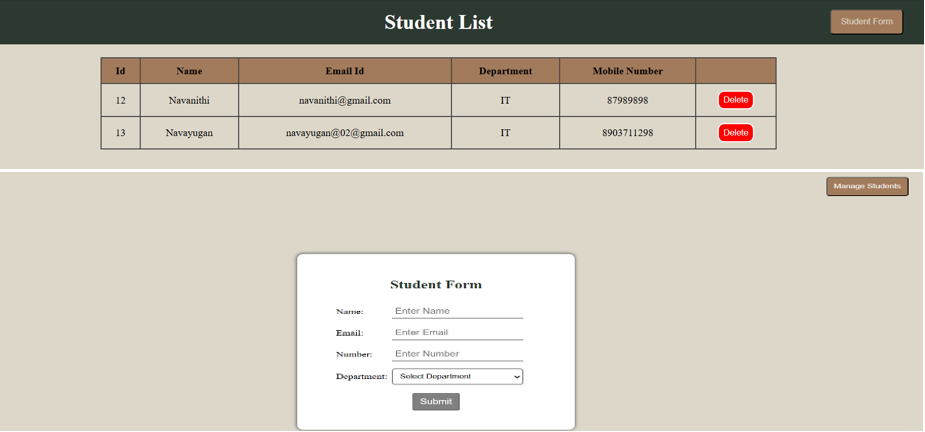 Student List
Student Form
Id Name Email Id Department Mobile Number
12 Navanithi navanithi@gmail.com IT 87989898 Delete
13 Navayugan navayugan@02@gmail.com IT 8903711298 Delete
Manage Students
Student Form
Name: Enter Name
Email: Enter Email
Number: Enter Number
Department: Select Department
Submit